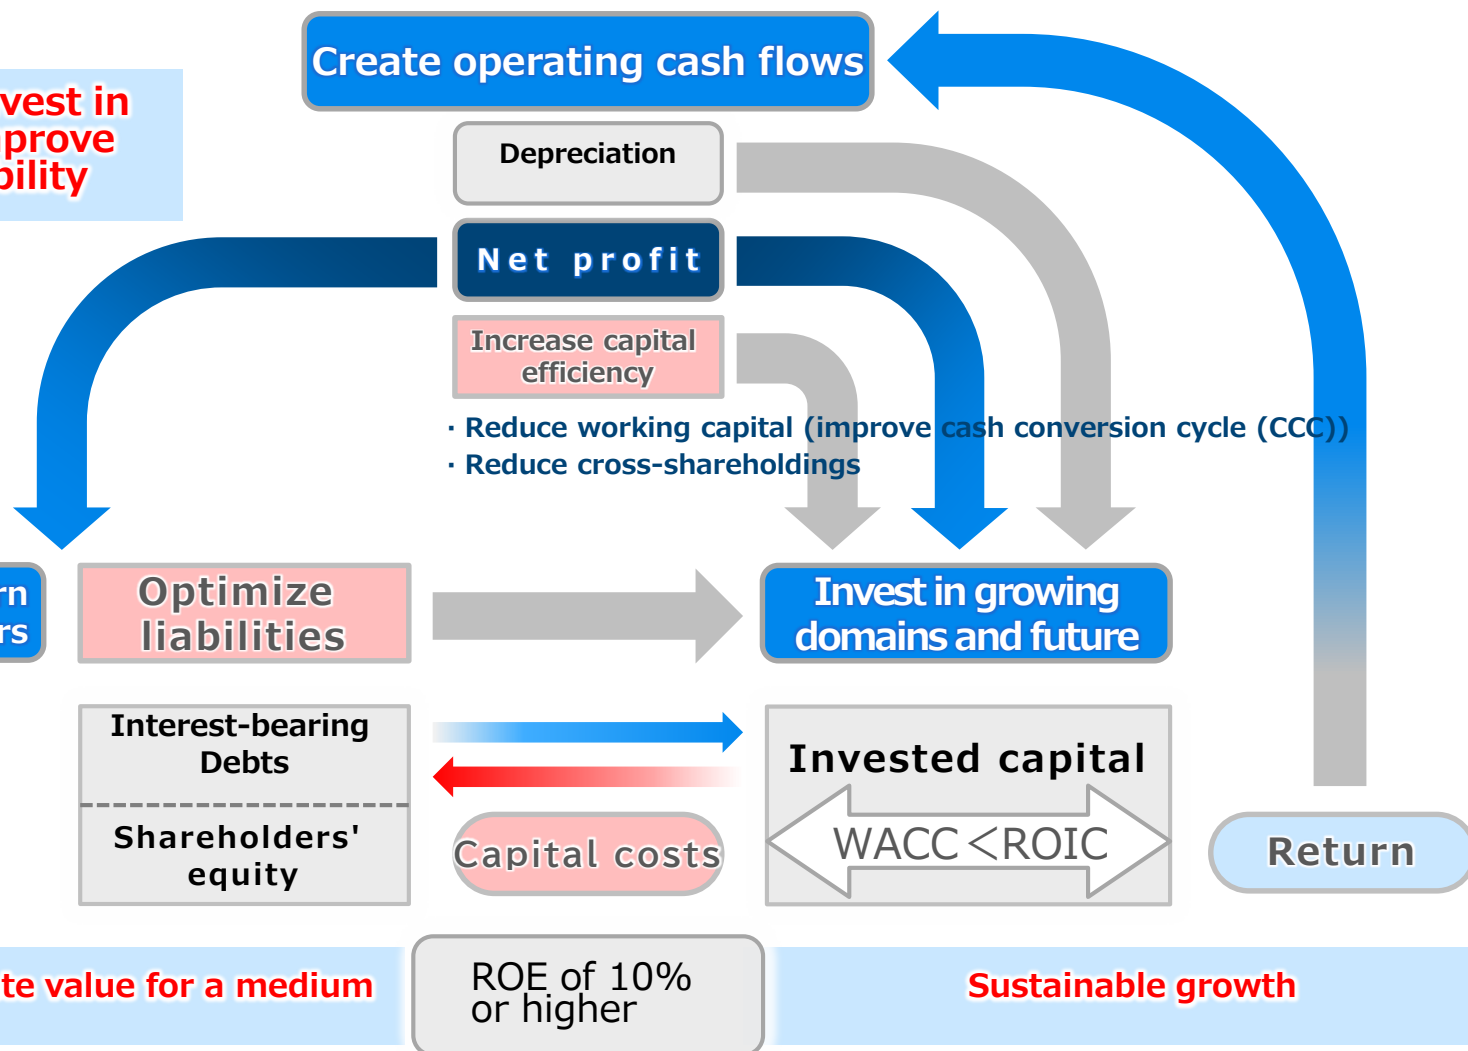 Create operating cash flows
vest in
prove
bility
Depreciation
Net profit
Increase capital
efficiency
· Reduce working capital (improve cash conversion cycle (CCC))
· Reduce cross-shareholdings
rn
rs
Optimize
liabilities
Invest in growing
domains and future
Interest-bearing
Debts
Shareholders'
equity
Capital costs
Invested capital
WACC<ROIC
Return
te value for a medium
ROE of 10%
or higher
Sustainable growth